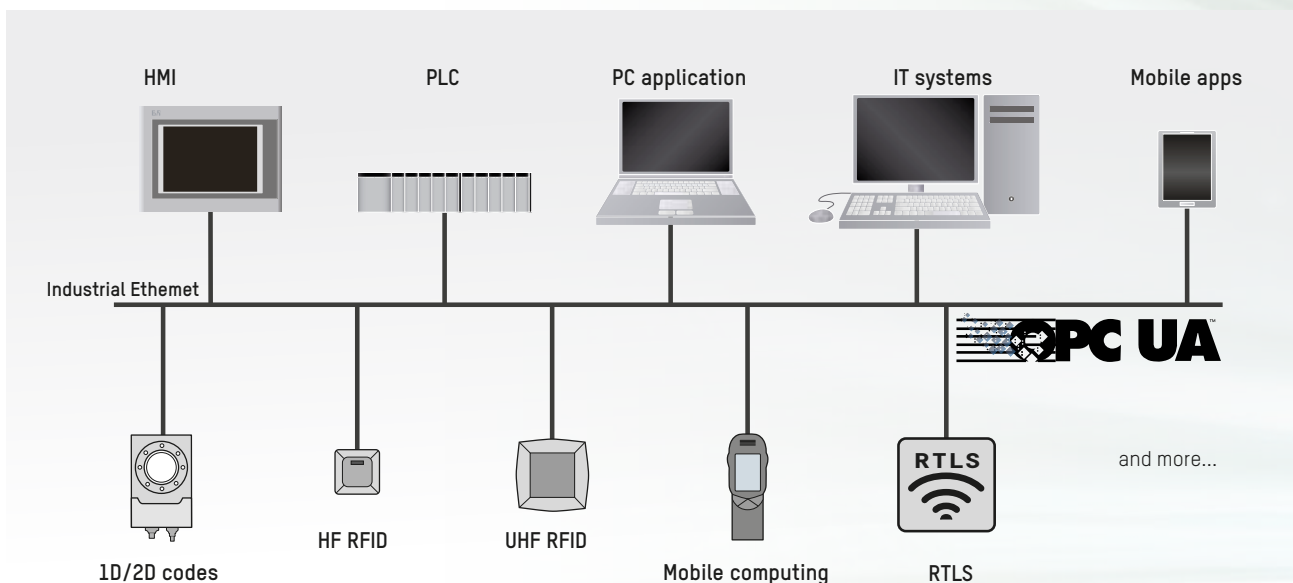 HMI
PLC
PC application
IT systems
Mobile apps
Industrial Ethemet
OPC UA™
RTLS
and more...
HF RFID
UHF RFID
1D/2D codes
Mobile computing
RTLS